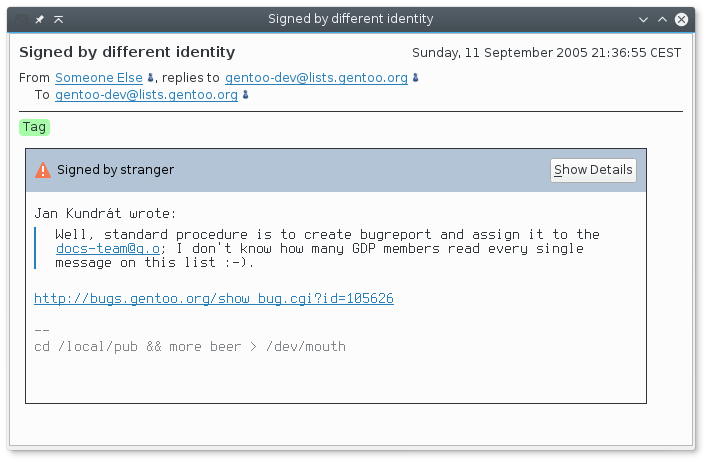 Signed by different identity
Signed by different identity
Sunday, 11 September 2005 21:36:55 CEST
From Someone Else, replies to gentoo-dev@lists.gentoo.org
To gentoo-dev@lists.gentoo.org
Tag
Signed by stranger
Show Details
Jan Kundrát wrote:
Well, standard procedure is to create bugreport and assign it to the
docs-team@g.o; I don't know how many GDP members read every single
message on this list :-).
http://bugs.gentoo.org/show_bug.cgi?id=105626
--
cd /local/pub && more beer > /dev/mouth